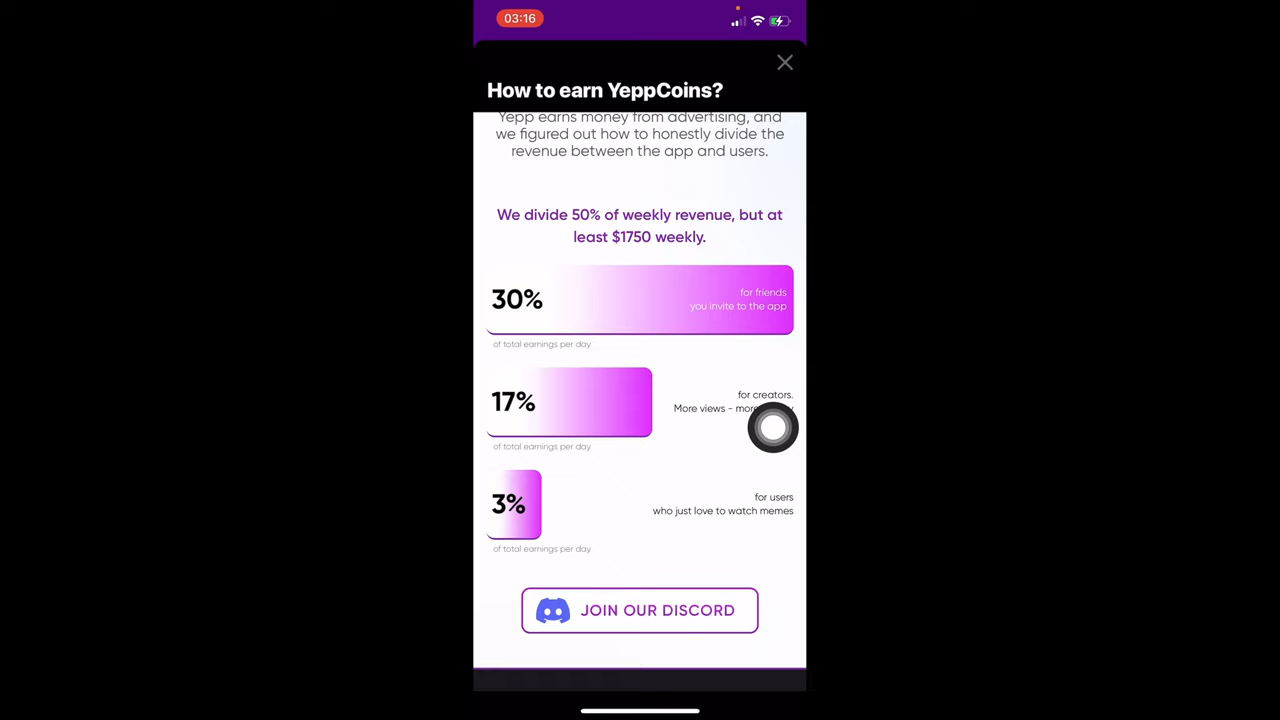 03:16
How to earn YeppCoins?
Yepp earns money from advertising, and
we figured out how to honestly divide the
revenue between the app and users.
We divide 50% of weekly revenue, but at
least $1750 weekly.
30%
for friends
you invite to the app
of total earnings per day
17%
for creators.
More views -
of total earnings per day
3%
for users
who just love to watch memes
of total earnings per day
JOIN OUR DISCORD